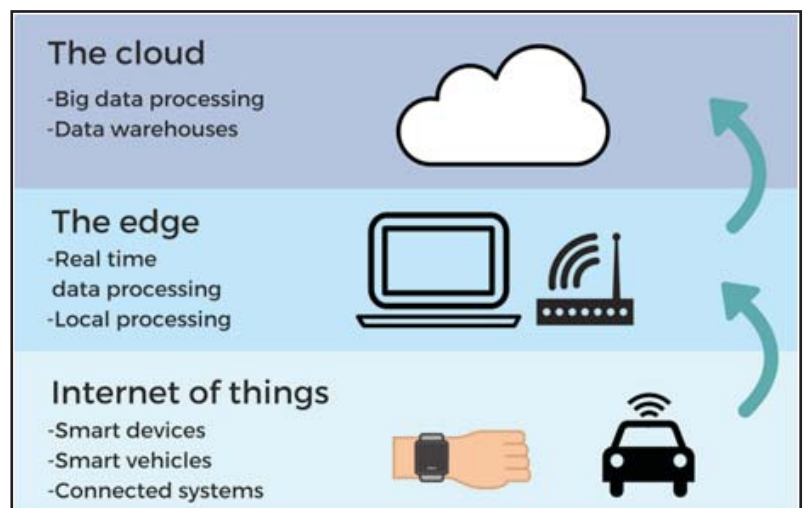 The cloud
-Big data processing
-Data warehouses
The edge
-Real time
data processing
-Local processing
Internet of things
-Smart devices
-Smart vehicles
-Connected systems